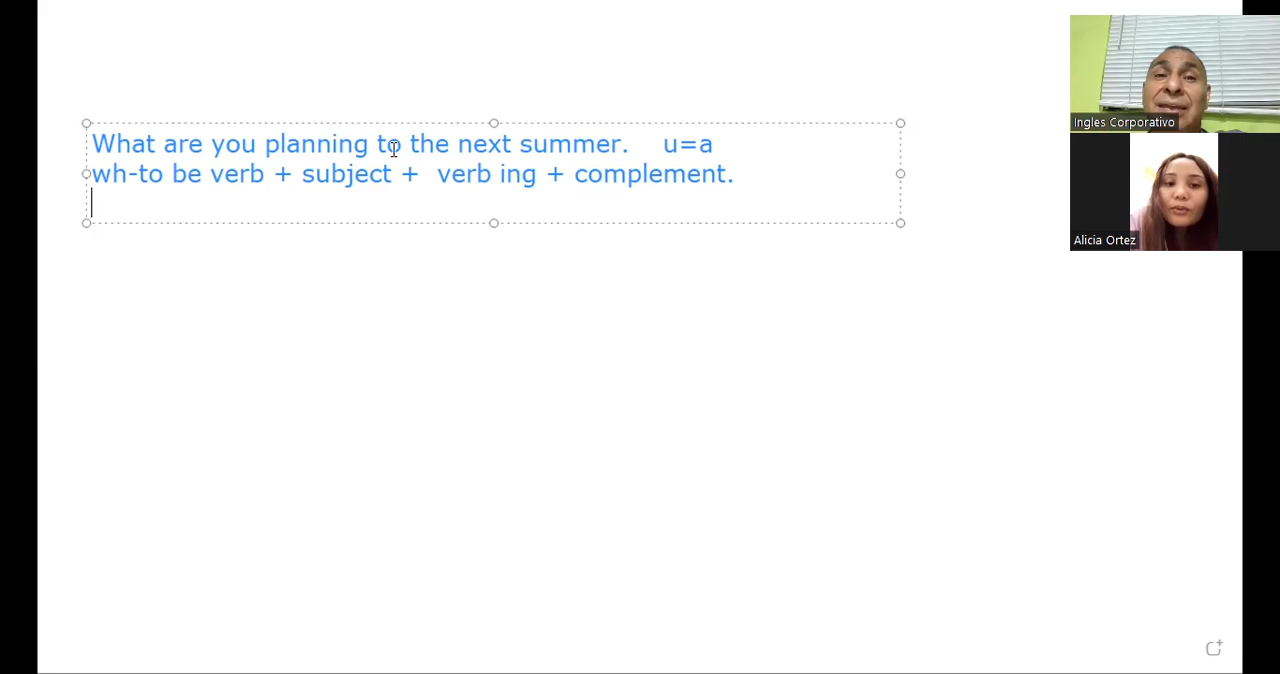 What are you planning to the next summer. u=a
wh-to be verb + subject + verb ing + complement.
Ingles Corporativo
Alicia Ortez